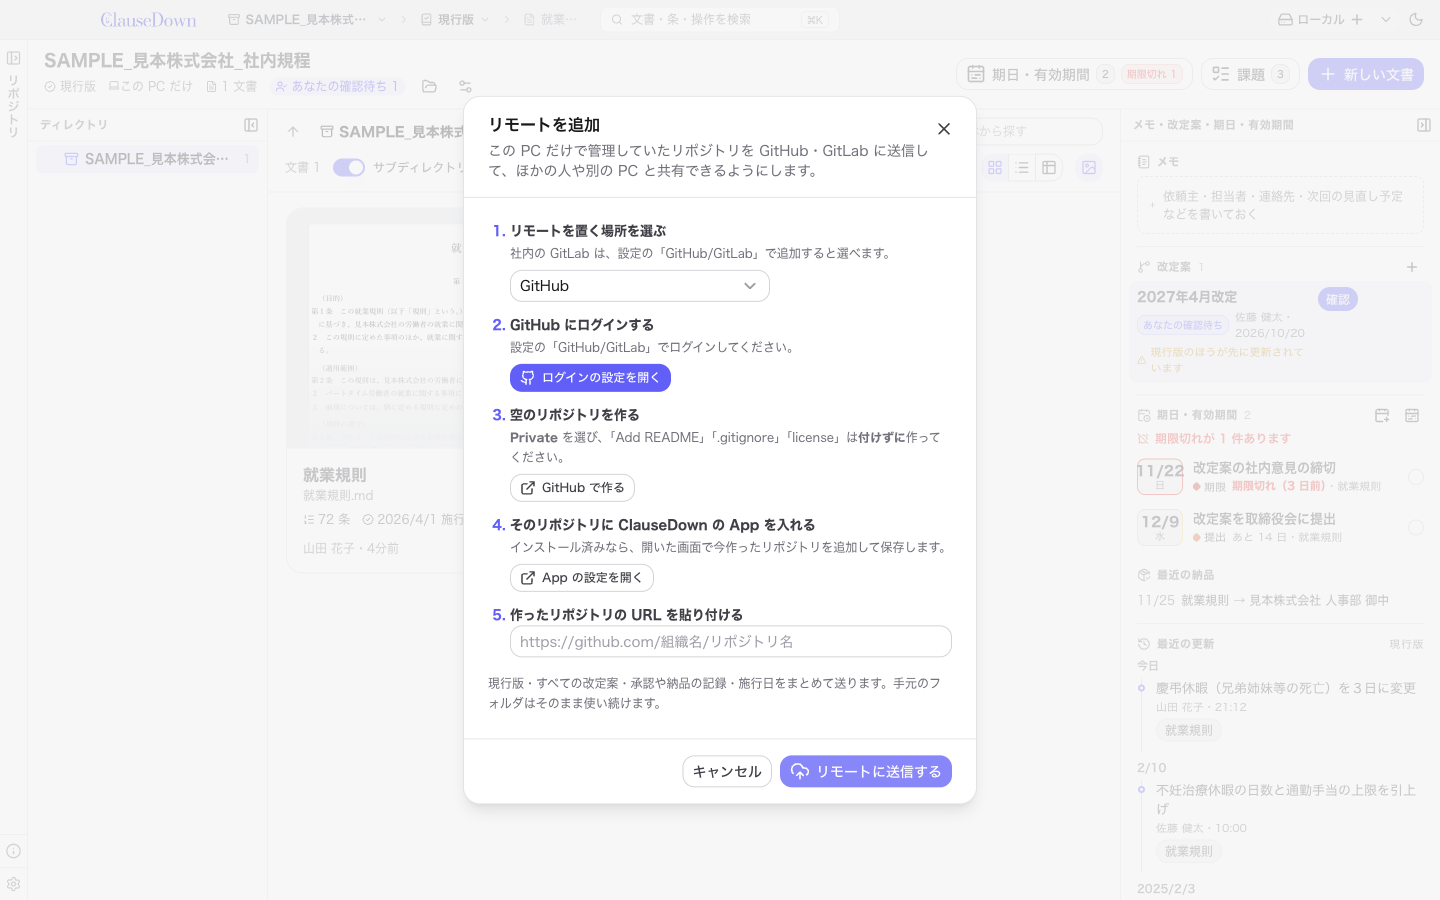 ClauseDown
SAMPLE_見本株式…
現行版
就業…
文書・条・操作を検索
⌘K
ローカル
リポジトリ
SAMPLE_見本株式会社_社内規程
現行版
この PC だけ
1 文書
あなたの確認待ち 1
期日・有効期間 2 期限切れ 1
課題 3
新しい文書
ディレクトリ
SAMPLE_見本株式会… 1
SAMPLE_見本株式
から探す
文書 1
サブディレクトリ
就業規則
就業規則.md
72 条
2026/4/1 施行
山田 花子・4分前
リモートを追加
この PC だけで管理していたリポジトリを GitHub・GitLab に送信し
て、ほかの人や別の PC と共有できるようにします。
1. リモートを置く場所を選ぶ
社内の GitLab は、設定の「GitHub/GitLab」で追加すると選べます。
GitHub
2. GitHub にログインする
設定の「GitHub/GitLab」でログインしてください。
ログインの設定を開く
3. 空のリポジトリを作る
Private を選び、「Add README」「.gitignore」「license」は付けずに作って
ください。
GitHub で作る
4. そのリポジトリに ClauseDown の App を入れる
インストール済みなら、開いた画面で今作ったリポジトリを追加して保存します。
App の設定を開く
5. 作ったリポジトリの URL を貼り付ける
https://github.com/組織名/リポジトリ名
現行版・すべての改定案・承認や納品の記録・施行日をまとめて送ります。手元のフ
ォルダはそのまま使い続けます。
キャンセル
リモートに送信する
メモ・改定案・期日・有効期間
メモ
依頼主・担当者・連絡先・次回の見直し予定
などを書いておく
改定案 1
2027年4月改定
確認
あなたの確認待ち
佐藤 健太・
2026/10/20
現行版のほうが先に更新されて
います
期日・有効期間 2
期限切れが 1 件あります
11/22
日
改定案の社内意見の締切
期限 期限切れ（3 日前）・就業規則
12/9
水
改定案を取締役会に提出
提出 あと 14 日・就業規則
最近の納品
11/25 就業規則 → 見本株式会社 人事部 御中
最近の更新
現行版
今日
慶弔休暇（兄弟姉妹等の死亡）を３日に変更
山田 花子・21:12
就業規則
2/10
不妊治療休暇の日数と通勤手当の上限を引上
げ
佐藤 健太・10:00
就業規則
2025/2/3